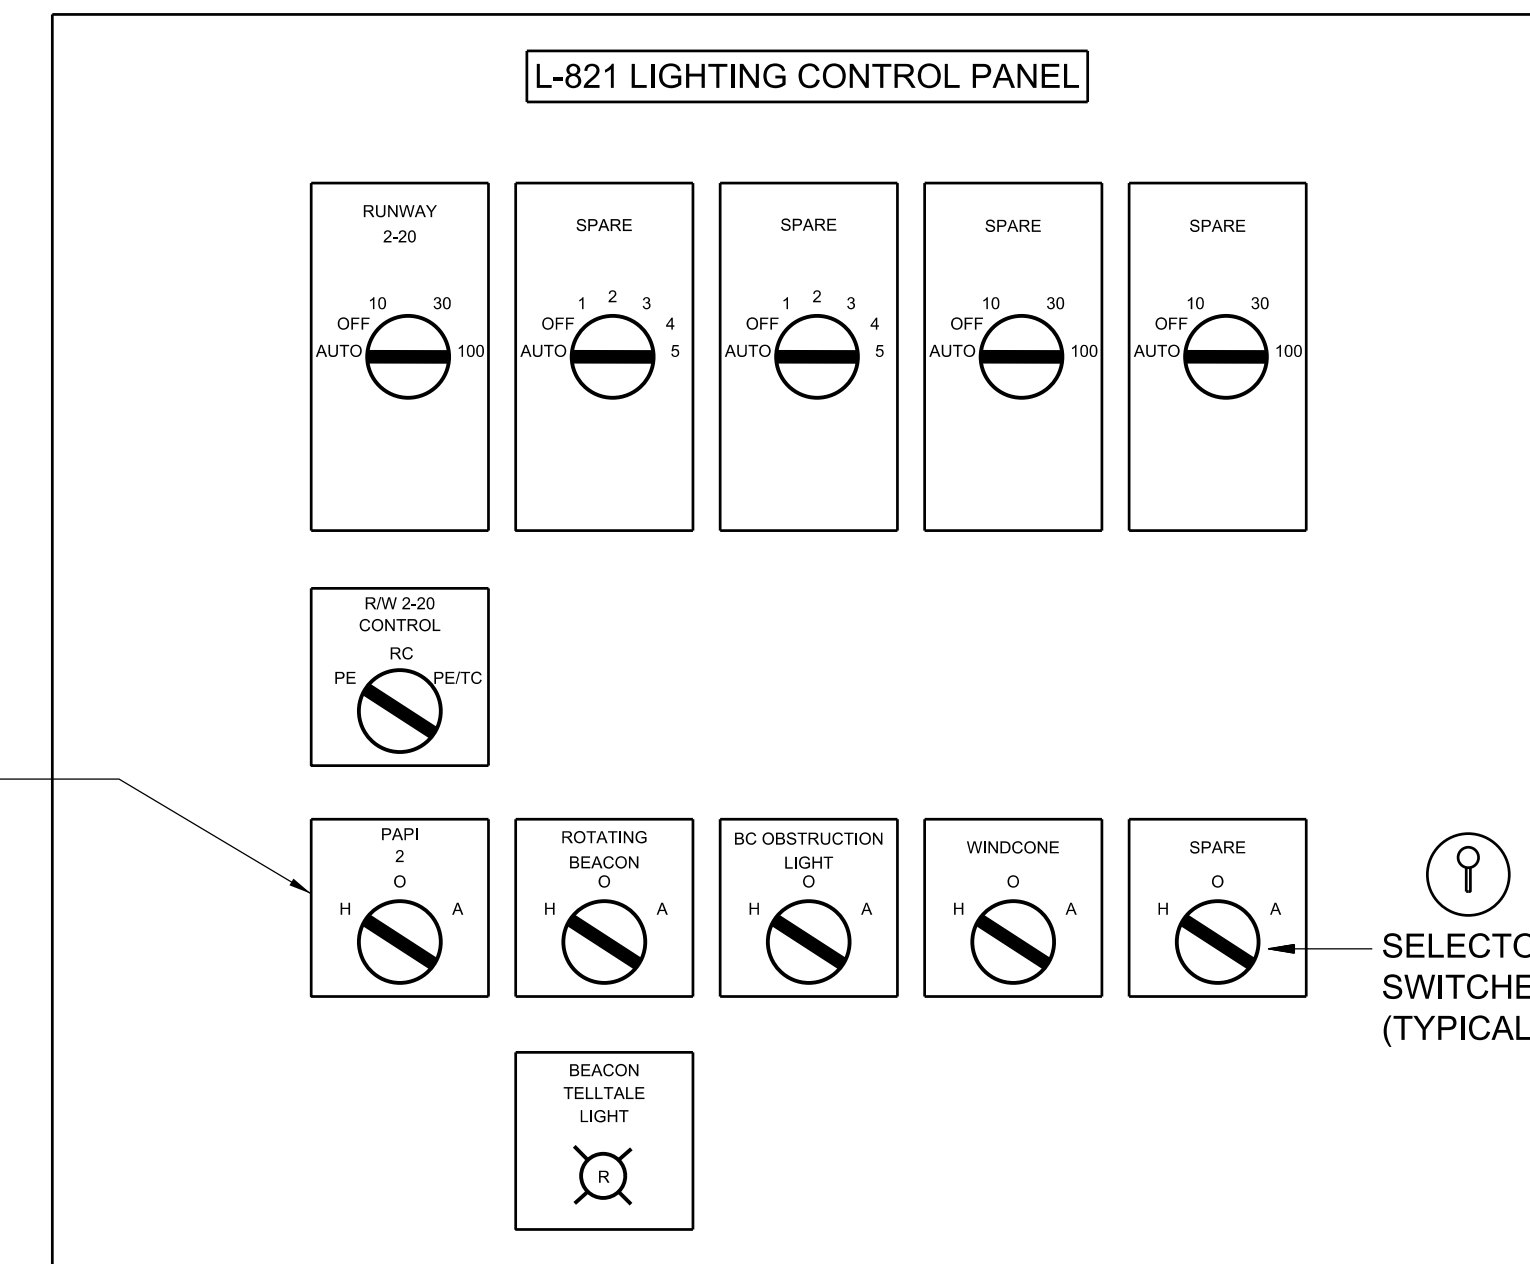 L-821 LIGHTING CONTROL PANEL
RUNWAY
2-20
10 30
OFF
AUTO 100
SPARE
1 2 3
OFF 4
AUTO 5
SPARE
1 2 3
OFF 4
AUTO 5
SPARE
10 30
OFF
AUTO 100
SPARE
10 30
OFF
AUTO 100
R/W 2-20
CONTROL
RC
PE PE/TC
PAPI
2
O
H A
ROTATING
BEACON
O
H A
BC OBSTRUCTION
LIGHT
O
H A
WINDCONE
O
H A
SPARE
O
H A
SELECTO
SWITCHE
(TYPICAL
BEACON
TELLTALE
LIGHT
R